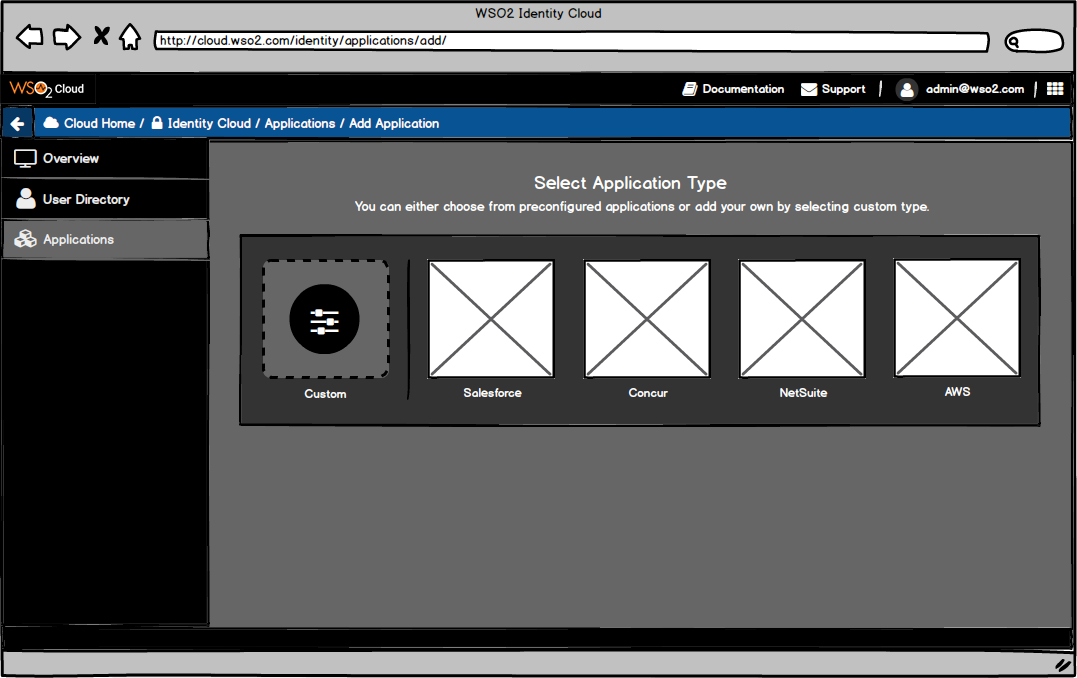 WSO2 Identity Cloud
http://cloud.wso2.com/identity/applications/add/
WSO2 Cloud
Documentation
Support
admin@wso2.com
Cloud Home / Identity Cloud / Applications / Add Application
Overview
User Directory
Applications
Select Application Type
You can either choose from preconfigured applications or add your own by selecting custom type.
Custom
Salesforce
Concur
NetSuite
AWS